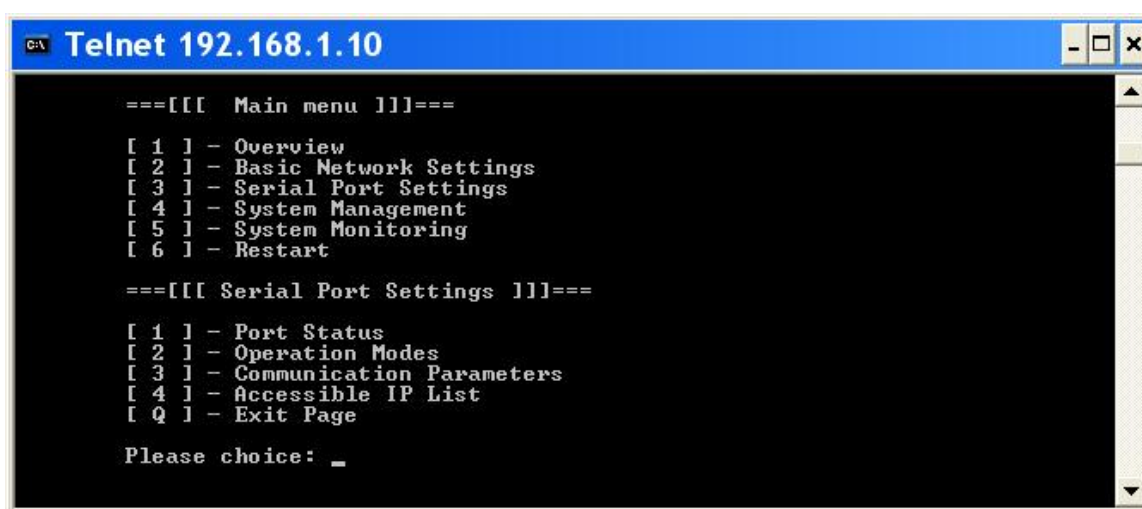 Telnet 192.168.1.10
===[[[ Main menu ]]]===
[ 1 ] - Overview
[ 2 ] - Basic Network Settings
[ 3 ] - Serial Port Settings
[ 4 ] - System Management
[ 5 ] - System Monitoring
[ 6 ] - Restart
===[[[ Serial Port Settings ]]]===
[ 1 ] - Port Status
[ 2 ] - Operation Modes
[ 3 ] - Communication Parameters
[ 4 ] - Accessible IP List
[ Q ] - Exit Page
Please choice: _